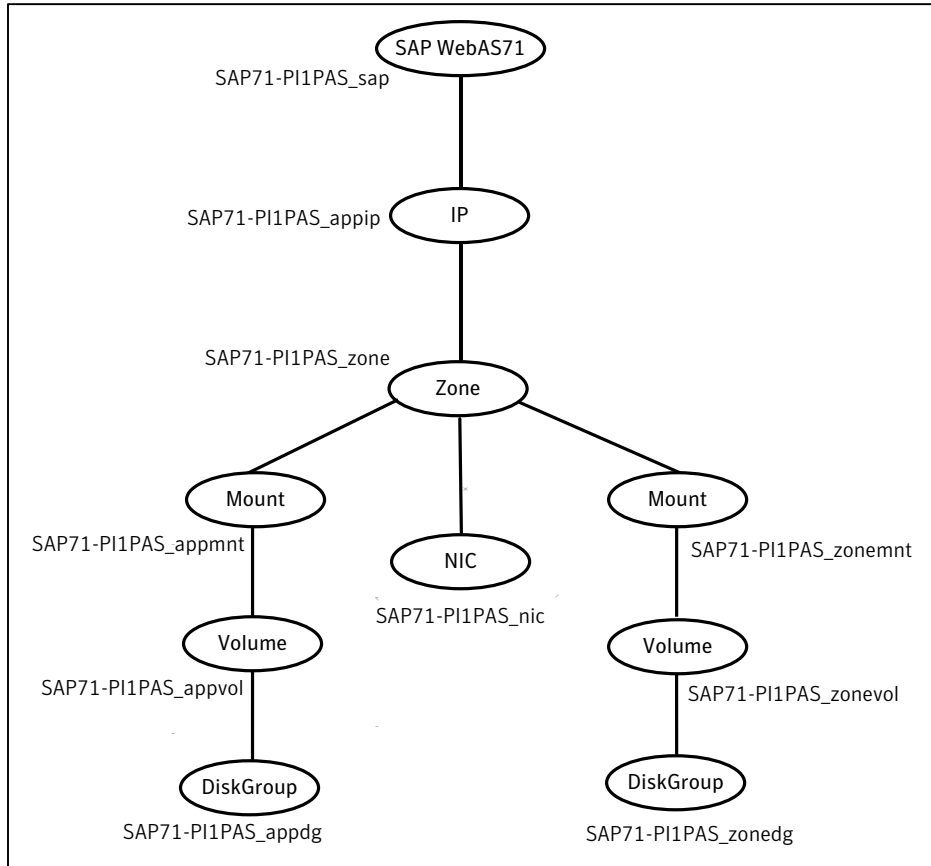 SAP WebAS71
SAP71-PI1PAS_sap
IP
SAP71-PI1PAS_appip
SAP71-PI1PAS_zone
Zone
Mount
Mount
SAP71-PI1PAS_appmnt
SAP71-PI1PAS_zonemnt
NIC
SAP71-PI1PAS_nic
Volume
Volume
SAP71-PI1PAS_appvol
SAP71-PI1PAS_zonevol
DiskGroup
DiskGroup
SAP71-PI1PAS_appdg
SAP71-PI1PAS_zonedg